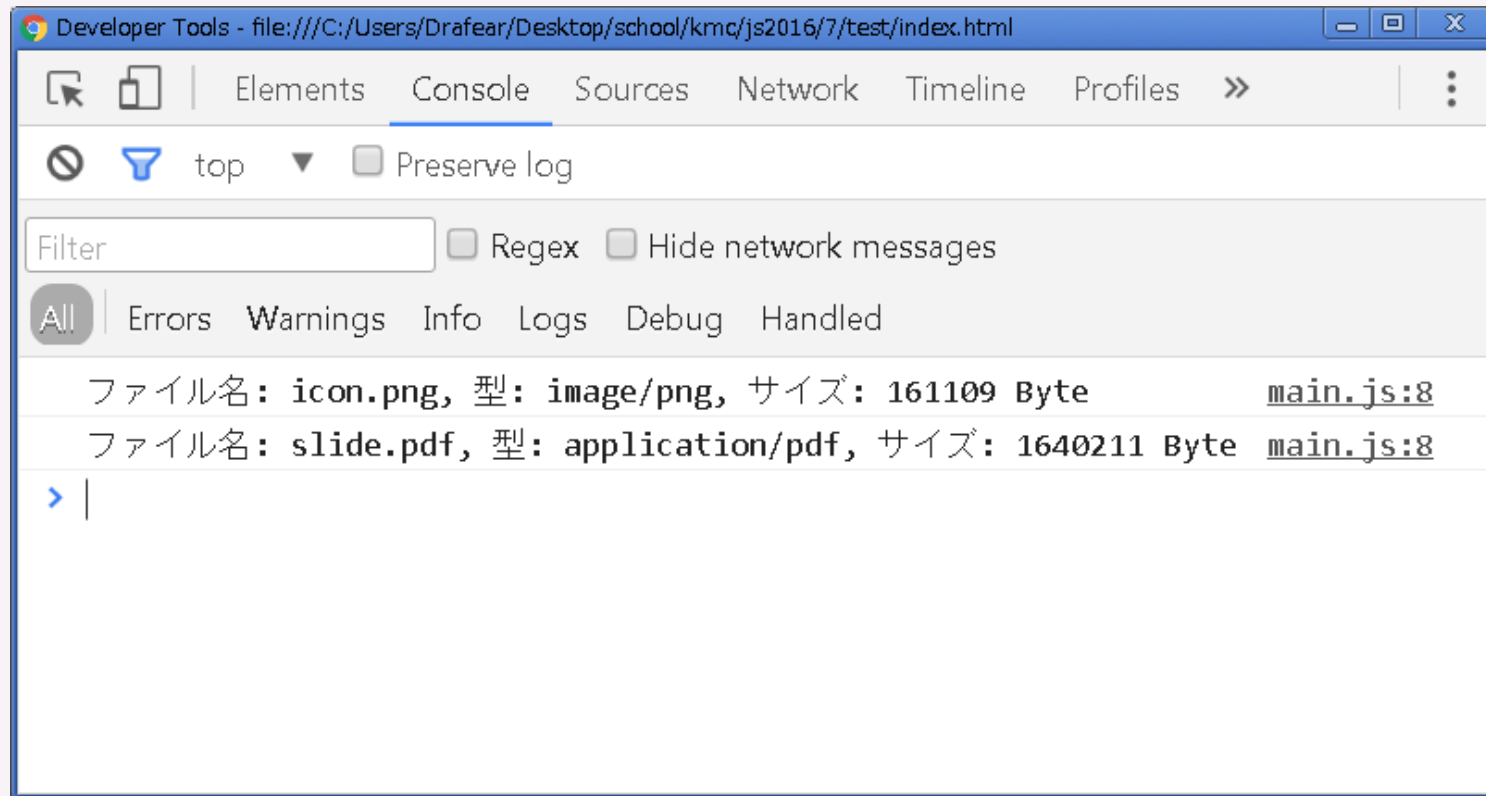 Developer Tools - file:///C:/Users/Drafear/Desktop/school/kmc/js2016/7/test/index.html
Elements Console Sources Network Timeline Profiles »
top ▼ Preserve log
Filter Regex Hide network messages
All Errors Warnings Info Logs Debug Handled
ファイル名: icon.png, 型: image/png, サイズ: 161109 Byte main.js:8
ファイル名: slide.pdf, 型: application/pdf, サイズ: 1640211 Byte main.js:8
>